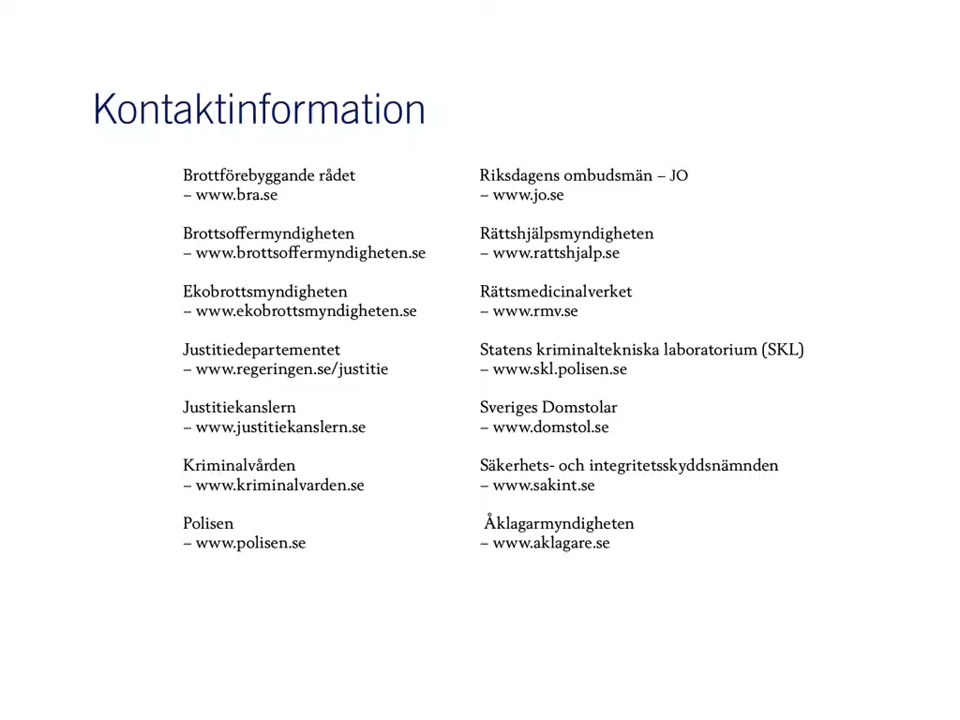 Kontaktinformation
Brottförebyggande rådet
– www.bra.se
Brottsoffermyndigheten
– www.brottsoffermyndigheten.se
Ekobrottsmyndigheten
– www.ekobrottsmyndigheten.se
Justitiedepartementet
– www.regeringen.se/justitie
Justitiekanslern
– www.justitiekanslern.se
Kriminalvården
– www.kriminalvarden.se
Polisen
– www.polisen.se
Riksdagens ombudsmän – JO
– www.jo.se
Rättshjälpsmyndigheten
– www.rattshjalp.se
Rättsmedicinalverket
– www.rmv.se
Statens kriminaltekniska laboratorium (SKL)
– www.skl.polisen.se
Sveriges Domstolar
– www.domstol.se
Säkerhets- och integritetsskyddsnämnden
– www.sakint.se
Åklagarmyndigheten
– www.aklagare.se